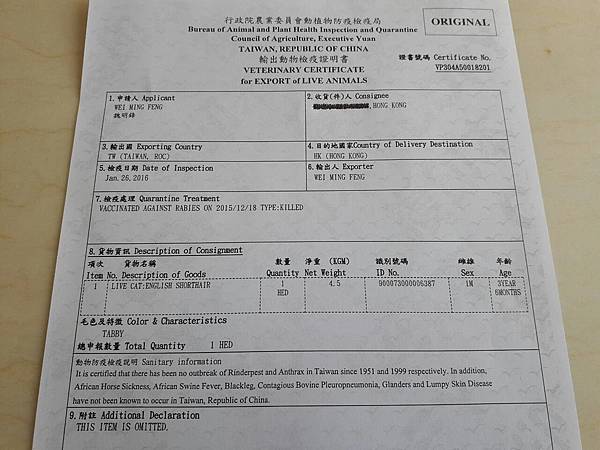 行政院農業委員會動植物防疫檢疫局
Bureau of Animal and Plant Health Inspection and Quarantine
Council of Agriculture, Executive Yuan
TAIWAN, REPUBLIC OF CHINA
輸出動物檢疫證明書
VETERINARY CERTIFICATE
for EXPORT of LIVE ANIMALS
ORIGINAL
證書號碼 Certificate No.
VP304A50018201
1.申請人 Applicant
WEI MING FENG
魏明鋒
2.收貨(件)人 Consignee
,HONG KONG
3.輸出國 Exporting Country
TW (TAIWAN, ROC)
4.目的地國家Country of Delivery Destination
HK (HONG KONG)
5.檢疫日期 Date of Inspection
Jan. 26, 2016
6.輸出人 Exporter
WEI MING FENG
7.檢疫處理 Quarantine Treatment
VACCINATED AGAINST RABIES ON 2015/12/18 TYPE:KILLED
8.貨物資訊 Description of Consignment
項次 貨物名稱 數量 淨重 (KGM) 識別號碼 雌雄 年齡
Item No. Description of Goods Quantity Net Weight ID No. Sex Age
1 LIVE CAT:ENGLISH SHORTHAIR 1 4.5 900073000006387 1M 3YEAR
HED 6MONTHS
毛色及特徵 Color & Characteristics
TABBY
總申報數量 Total Quantity 1 HED
動物防疫檢疫說明 Sanitary information
It is certified that there has been no outbreak of Rinderpest and Anthrax in Taiwan since 1951 and 1999 respectively. In addition,
African Horse Sickness, African Swine Fever, Blackleg, Contagious Bovine Pleuropneumonia, Glanders and Lumpy Skin Disease
have not been known to occur in Taiwan, Republic of China.
9.附註 Additional Declaration
THIS ITEM IS OMITTED.